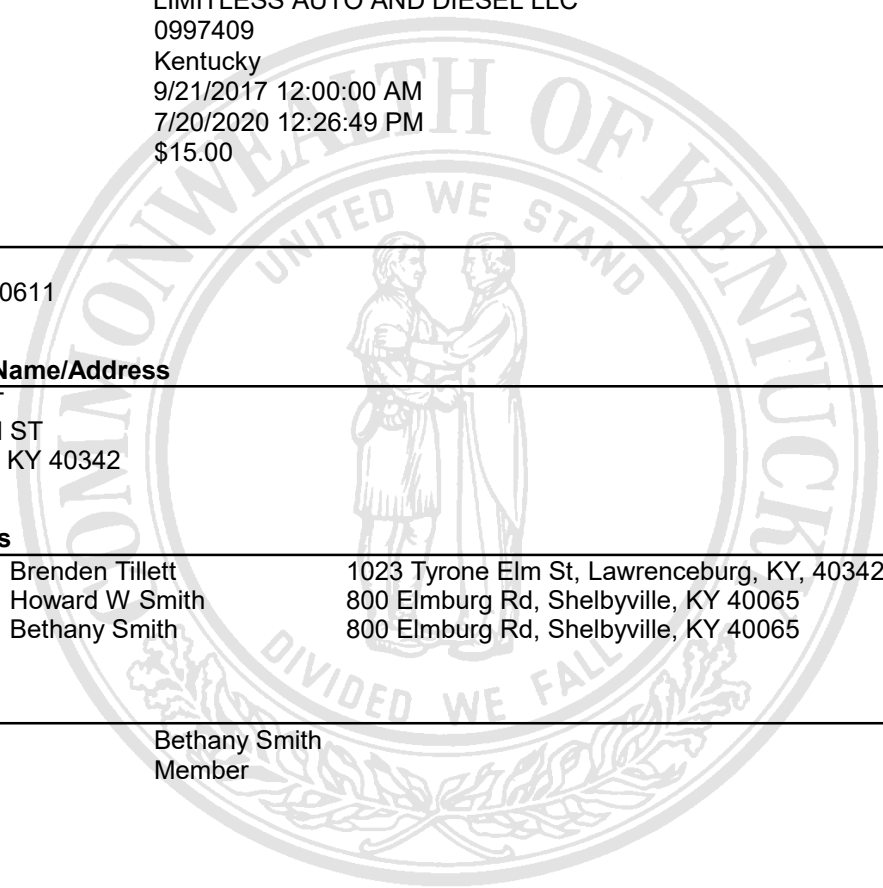 LIMITLESS AUTO AND DIESEL LLC
0997409
Kentucky
9/21/2017 12:00:00 AM
7/20/2020 12:26:49 PM
$15.00
0611
Name/Address
ST
KY 40342
s
Brenden Tillett 1023 Tyrone Elm St, Lawrenceburg, KY, 40342
Howard W Smith 800 Elmburg Rd, Shelbyville, KY 40065
Bethany Smith 800 Elmburg Rd, Shelbyville, KY 40065
Bethany Smith
Member
COMMONWEALTH OF KENTUCKY
UNITED WE STAND
DIVIDED WE FALL